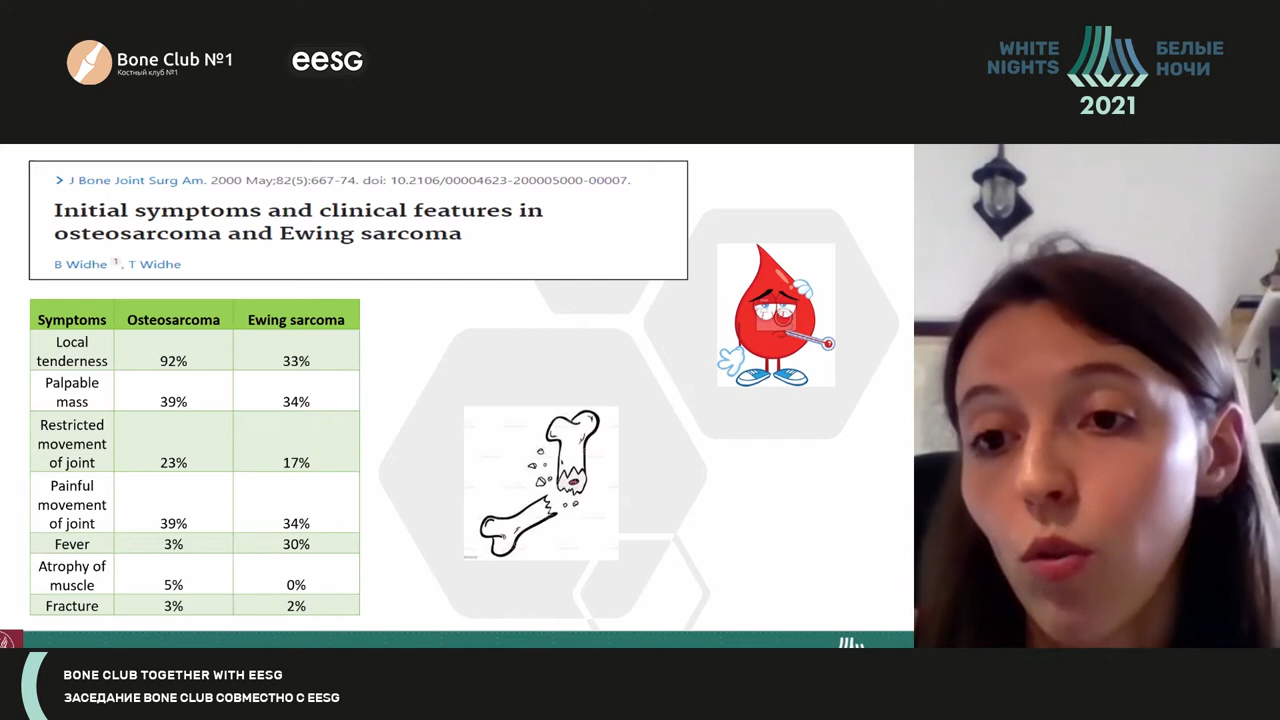 Bone Club №1
Костный клуб №1
eesg
WHITE
NIGHTS
БЕЛЫЕ
НОЧИ
2021
> J Bone Joint Surg Am. 2000 May;82(5):667-74. doi: 10.2106/00004623-200005000-00007.
Initial symptoms and clinical features in
osteosarcoma and Ewing sarcoma
B Widhe 1, T Widhe
Symptoms Osteosarcoma Ewing sarcoma
Local
tenderness 92% 33%
Palpable
mass 39% 34%
Restricted
movement
of joint 23% 17%
Painful
movement
of joint 39% 34%
Fever 3% 30%
Atrophy of
muscle 5% 0%
Fracture 3% 2%
BONE CLUB TOGETHER WITH EESG
ЗАСЕДАНИЕ BONE CLUB СОВМЕСТНО С EESG